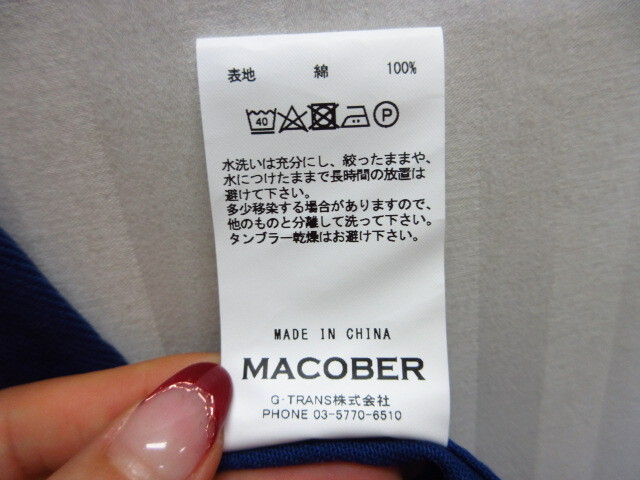 表地 綿 100%
40 P
水洗いは充分にし、絞ったままや、
水につけたままで長時間の放置は
避けて下さい。
多少移染する場合がありますので、
他のものと分離して洗って下さい。
タンブラー乾燥はお避け下さい。
MADE IN CHINA
MACOBER
G-TRANS株式会社
PHONE 03-5770-6510